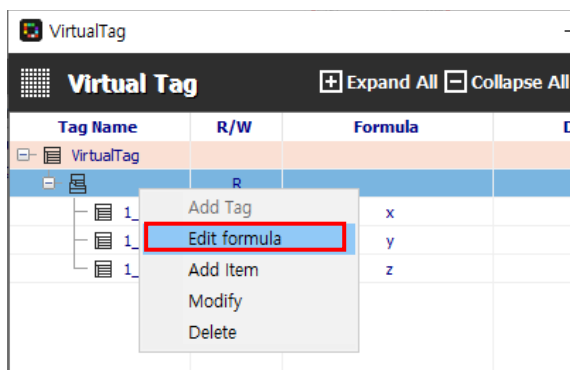 VirtualTag
Virtual Tag Expand All Collapse All
Tag Name R/W Formula
VirtualTag
R
Add Tag
1_ x
Edit formula
1_ y
Add Item
1_ z
Modify
Delete